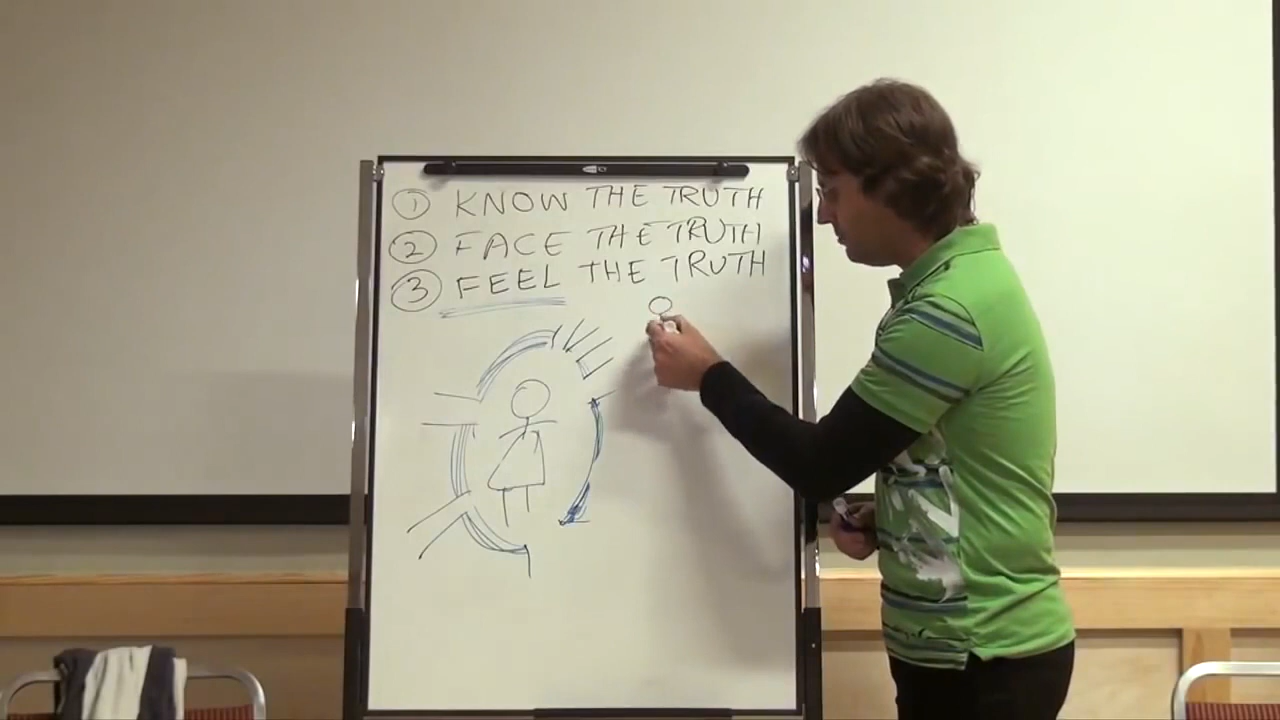 ① KNOW THE TRUTH
② FACE THE TRUTH
③ FEEL THE TRUTH